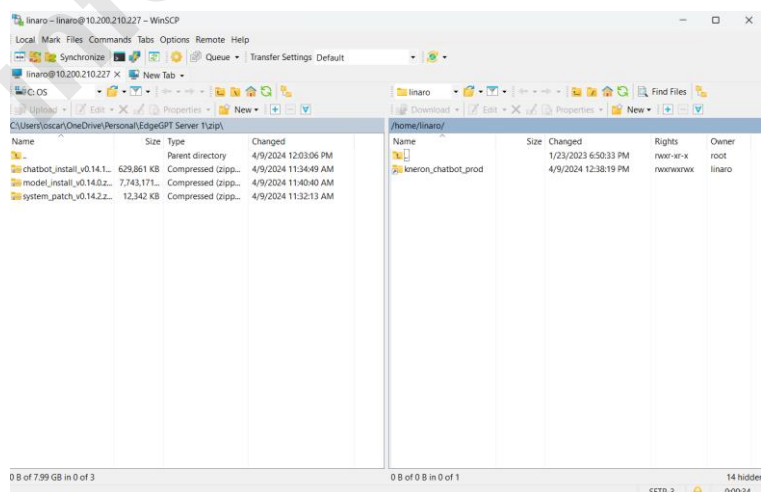 linaro – linaro@10.200.210.227 – WinSCP
Local Mark Files Commands Tabs Options Remote Help
Synchronize Queue Transfer Settings Default
linaro@10.200.210.227 × New Tab
C: OS linaro Find Files
Upload Edit Properties New Download Edit Properties New
C:\Users\oscar\OneDrive\Personal\EdgeGPT Server 1\zip\ /home/linaro/
Name Size Type Changed Name Size Changed Rights Owner
.. Parent directory 4/9/2024 12:03:06 PM .. 1/23/2023 6:50:33 PM rwxr-xr-x root
chatbot_install_v0.14.1... 629,861 KB Compressed (zipp... 4/9/2024 11:34:49 AM kneron_chatbot_prod 4/9/2024 12:38:19 PM rwxrwxrwx linaro
model_install_v0.14.0.z... 7,743,171... Compressed (zipp... 4/9/2024 11:40:40 AM
system_patch_v0.14.2.z... 12,342 KB Compressed (zipp... 4/9/2024 11:32:13 AM
0 B of 7.99 GB in 0 of 3 0 B of 0 B in 0 of 1 14 hidden
SFTP-3 0:00:34